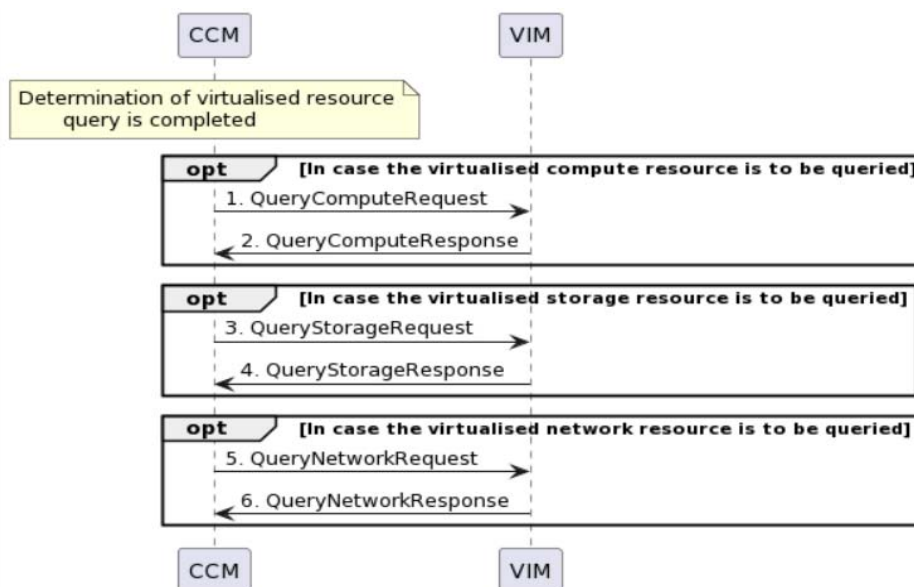 CCM VIM
Determination of virtualised resource
query is completed
opt [In case the virtualised compute resource is to be queried]
1. QueryComputeRequest
2. QueryComputeResponse
opt [In case the virtualised storage resource is to be queried]
3. QueryStorageRequest
4. QueryStorageResponse
opt [In case the virtualised network resource is to be queried]
5. QueryNetworkRequest
6. QueryNetworkResponse
CCM VIM